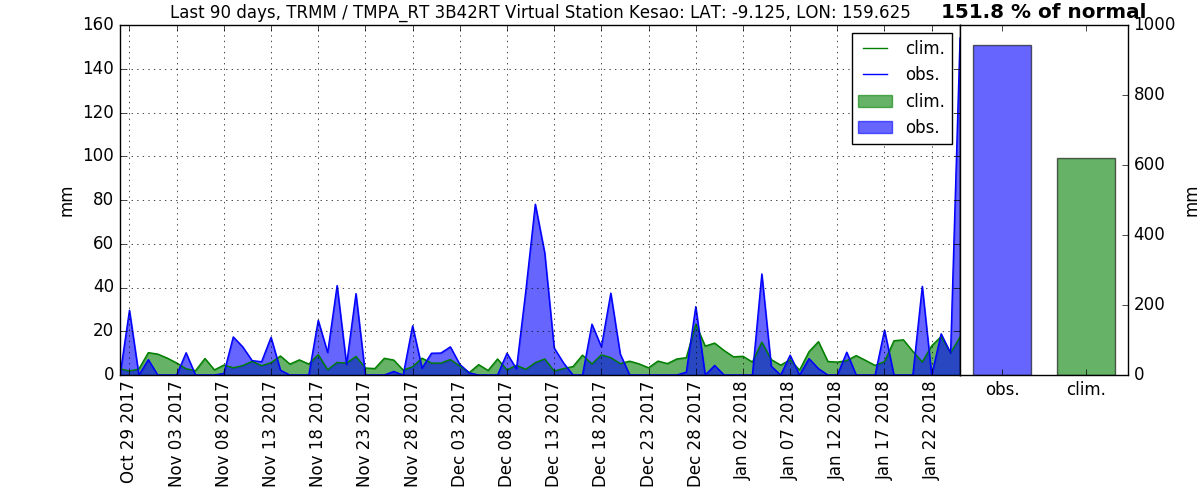 Last 90 days, TRMM / TMPA_RT 3B42RT Virtual Station Kesao: LAT: -9.125, LON: 159.625
151.8 % of normal
160
140
120
100
80
60
40
20
0
mm
clim.
obs.
clim.
obs.
Oct 29 2017
Nov 03 2017
Nov 08 2017
Nov 13 2017
Nov 18 2017
Nov 23 2017
Nov 28 2017
Dec 03 2017
Dec 08 2017
Dec 13 2017
Dec 18 2017
Dec 23 2017
Dec 28 2017
Jan 02 2018
Jan 07 2018
Jan 12 2018
Jan 17 2018
Jan 22 2018
1000
800
600
400
200
0
mm
obs.
clim.